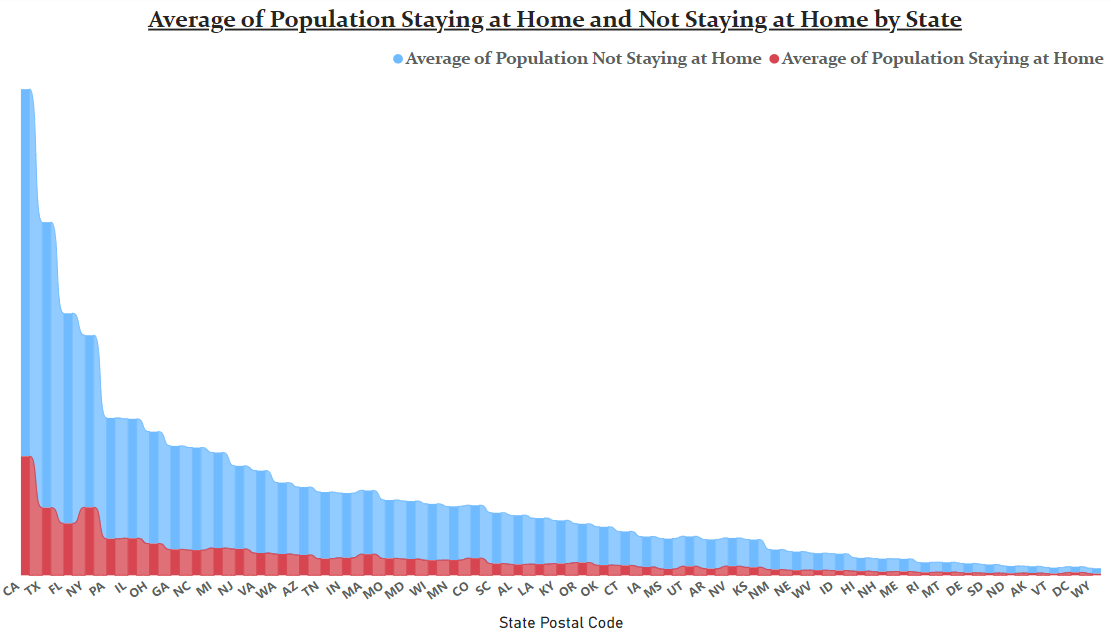 Average of Population Staying at Home and Not Staying at Home by State
Average of Population Not Staying at Home Average of Population Staying at Home
CA TX FL NY PA IL OH GA NC MI NJ VA WA AZ TN IN MA MO MD WI MN CO SC AL LA KY OR OK CT IA MS UT AR NV KS NM NE WV ID HI NH ME RI MT DE SD ND AK VT DC WY
State Postal Code